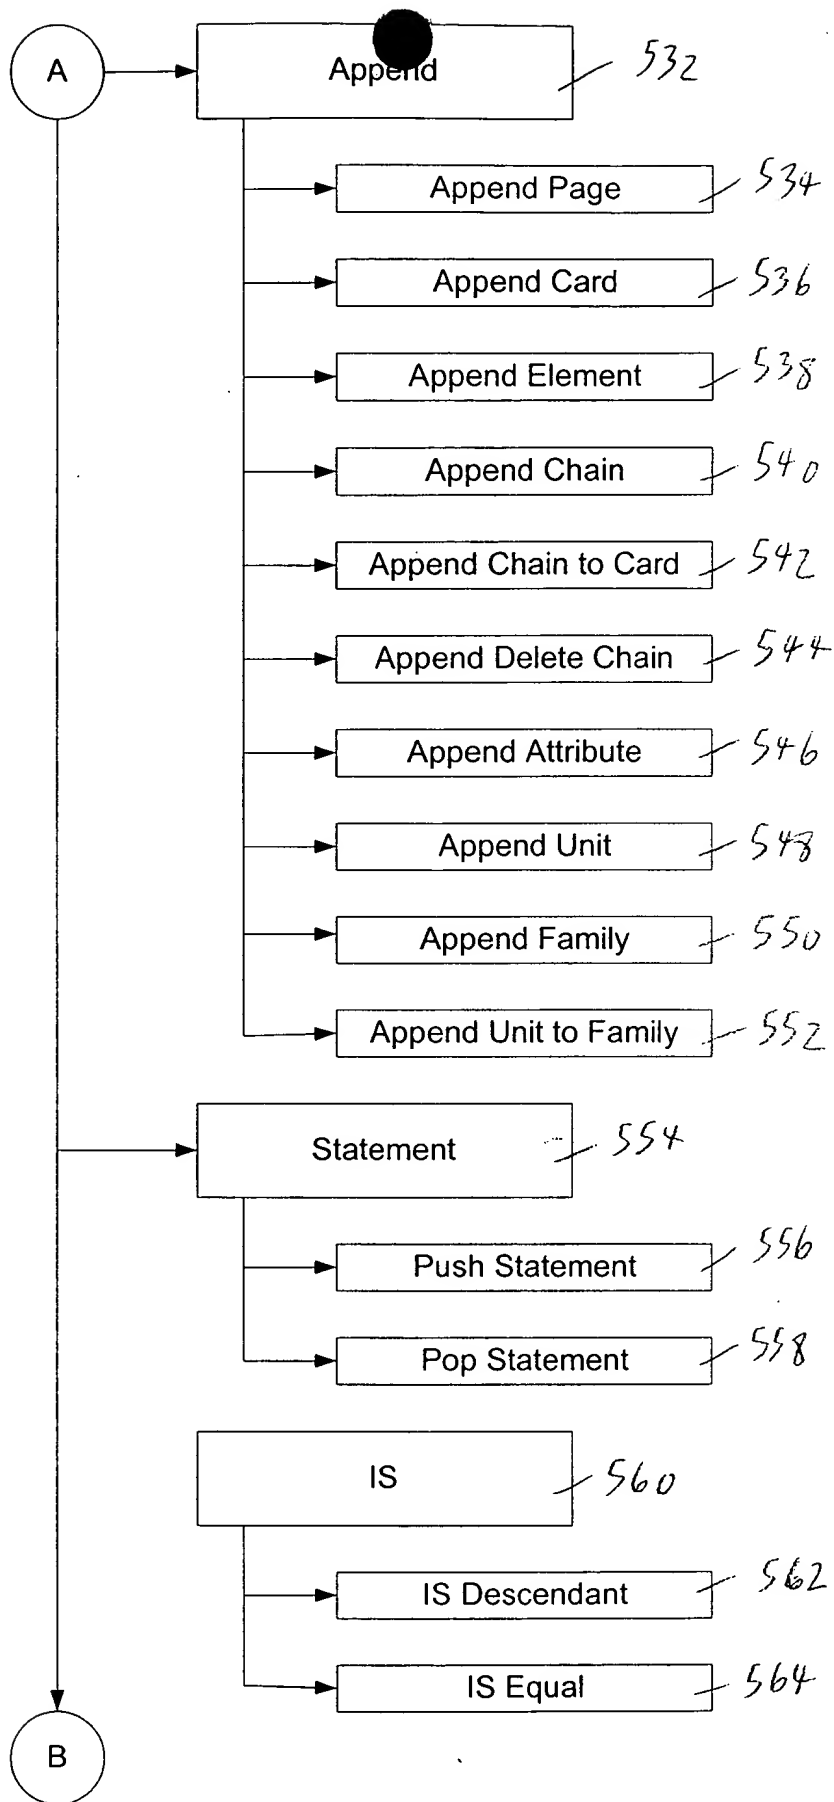 A
Append 532
Append Page 534
Append Card 536
Append Element 538
Append Chain 540
Append Chain to Card 542
Append Delete Chain 544
Append Attribute 546
Append Unit 548
Append Family 550
Append Unit to Family 552
Statement 554
Push Statement 556
Pop Statement 558
IS 560
IS Descendant 562
IS Equal 564
B